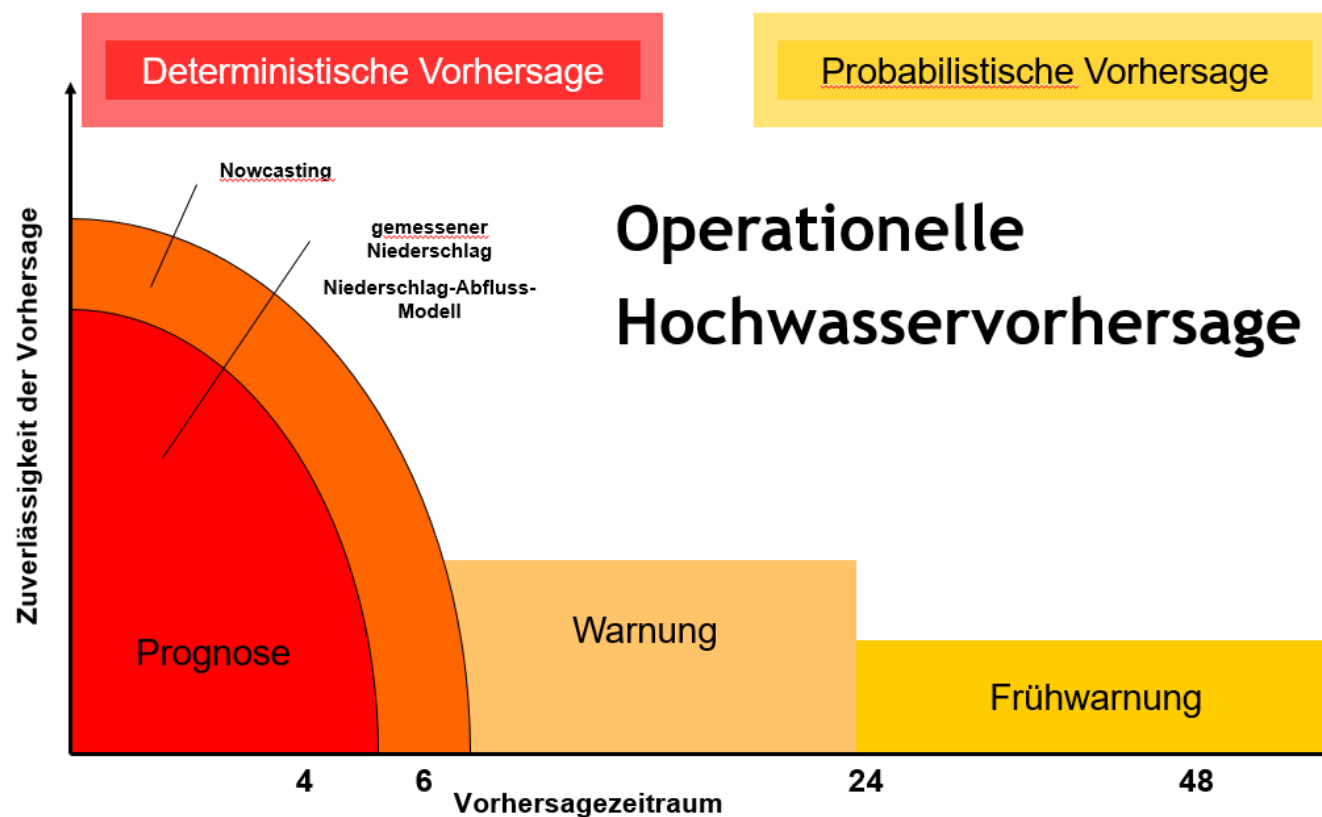 Deterministische Vorhersage
Probabilistische Vorhersage
Nowcasting
gemessener
Niederschlag
Niederschlag-Abfluss-
Modell
Operationelle
Hochwasservorhersage
Zuverlässigkeit der Vorhersage
Prognose
Warnung
Frühwarnung
4
6
24
48
Vorhersagezeitraum